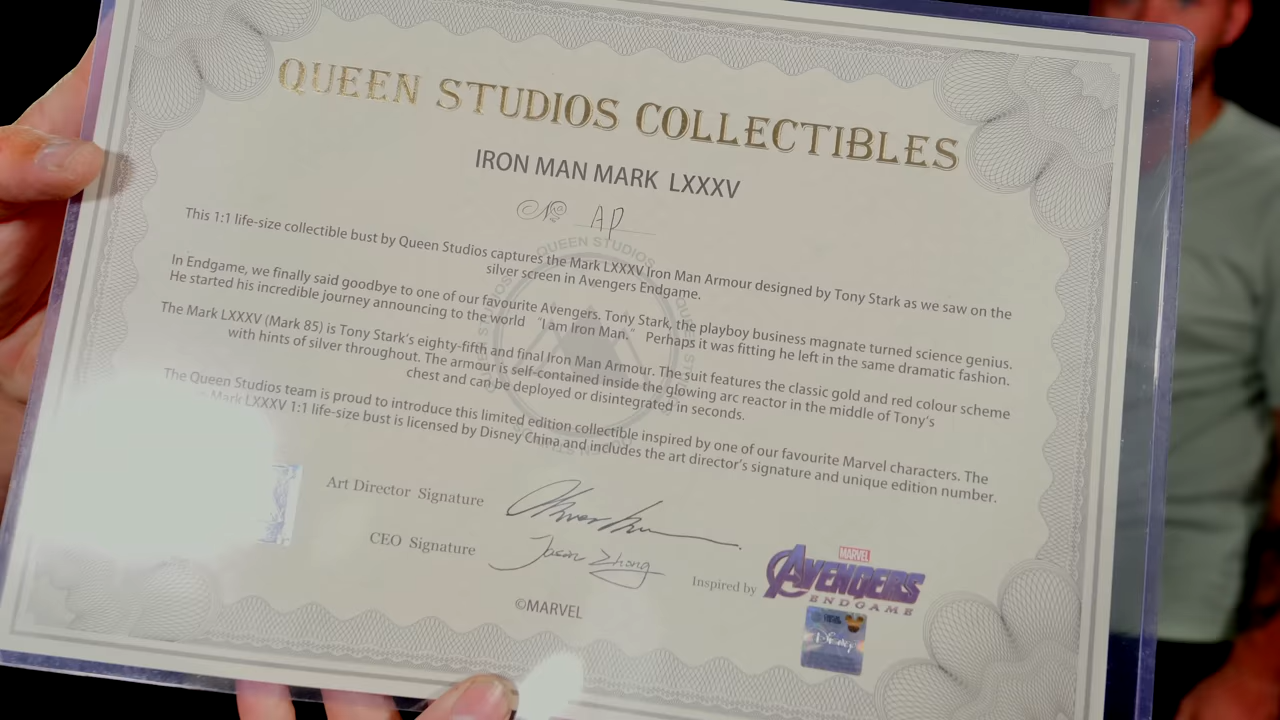 QUEEN STUDIOS COLLECTIBLES
IRON MAN MARK LXXXV
No AP
This 1:1 life-size collectible bust by Queen Studios captures the Mark LXXXV Iron Man Armour designed by Tony Stark as we saw on the
silver screen in Avengers Endgame.
In Endgame, we finally said goodbye to one of our favourite Avengers. Tony Stark, the playboy business magnate turned science genius.
He started his incredible journey announcing to the world "I am Iron Man." Perhaps it was fitting he left in the same dramatic fashion.
The Mark LXXXV (Mark 85) is Tony Stark's eighty-fifth and final Iron Man Armour. The suit features the classic gold and red colour scheme
with hints of silver throughout. The armour is self-contained inside the glowing arc reactor in the middle of Tony's
chest and can be deployed or disintegrated in seconds.
The Queen Studios team is proud to introduce this limited edition collectible inspired by one of our favourite Marvel characters. The
Mark LXXXV 1:1 life-size bust is licensed by Disney China and includes the art director's signature and unique edition number.
QUEEN STUDIOS
Art Director Signature
CEO Signature Jason Zhong
Inspired by MARVEL
AVENGERS
ENDGAME
©MARVEL
Disney